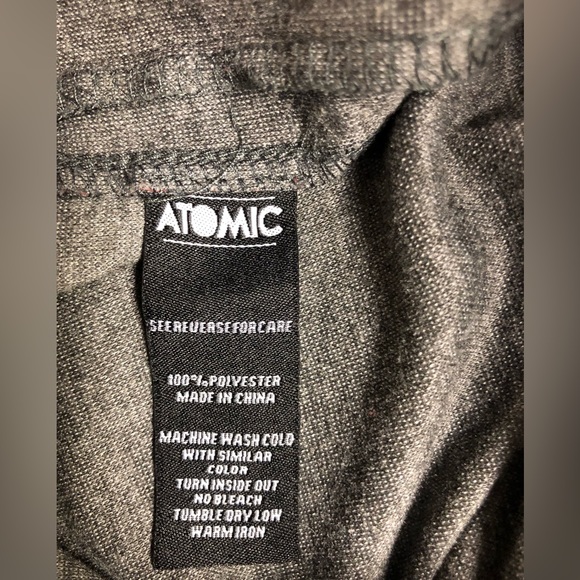 ATOMIC
SEE REVERSE FOR CARE
100% POLYESTER
MADE IN CHINA
MACHINE WASH COLD
WITH SIMILAR
COLOR
TURN INSIDE OUT
NO BLEACH
TUMBLE DRY LOW
WARM IRON